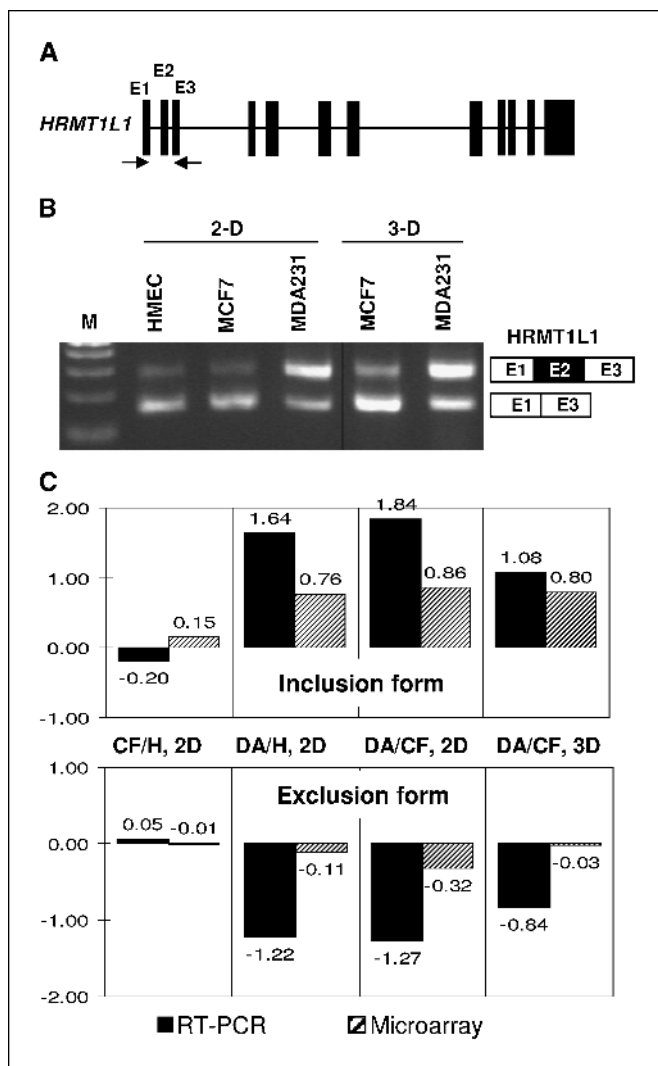 A
E1 E2 E3
HRMT1L1
B
2-D 3-D
M HMEC MCF7 MDA231 MCF7 MDA231
HRMT1L1
E1 E2 E3
E1 E3
C
2.00
1.00
0.00
-1.00
-0.20 0.15
1.64 0.76
1.84 0.86
1.08 0.80
Inclusion form
CF/H, 2D DA/H, 2D DA/CF, 2D DA/CF, 3D
1.00
0.00
-1.00
-2.00
Exclusion form
0.05 -0.01
-1.22 -0.11
-1.27 -0.32
-0.84 -0.03
RT-PCR Microarray